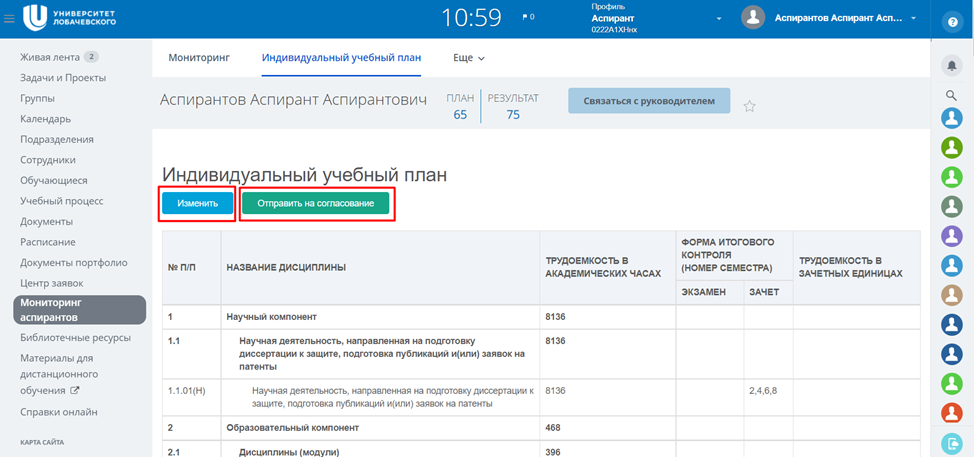 УНИВЕРСИТЕТ
ЛОБАЧЕВСКОГО
10:59
0
Профиль
Аспирант
0222А1ХНнх
Аспирантов Аспирант Асп...
?
Живая лента 2
Задачи и Проекты
Группы
Календарь
Подразделения
Сотрудники
Обучающиеся
Учебный процесс
Документы
Расписание
Документы портфолио
Центр заявок
Мониторинг
аспирантов
Библиотечные ресурсы
Материалы для
дистанционного
обучения
Справки онлайн
КАРТА САЙТА
Мониторинг
Индивидуальный учебный план
Еще
Аспирантов Аспирант Аспирантович
ПЛАН
65
РЕЗУЛЬТАТ
75
Связаться с руководителем
Индивидуальный учебный план
Изменить
Отправить на согласование
№ П/П
НАЗВАНИЕ ДИСЦИПЛИНЫ
ТРУДОЕМКОСТЬ В
АКАДЕМИЧЕСКИХ ЧАСАХ
ФОРМА ИТОГОВОГО
КОНТРОЛЯ
(НОМЕР СЕМЕСТРА)
ЭКЗАМЕН
ЗАЧЕТ
ТРУДОЕМКОСТЬ В
ЗАЧЕТНЫХ ЕДИНИЦАХ
1 Научный компонент 8136
1.1 Научная деятельность, направленная на подготовку 8136
диссертации к защите, подготовка публикаций и(или) заявок на
патенты
1.1.01(Н) Научная деятельность, направленная на подготовку диссертации к 8136 2,4,6,8
защите, подготовка публикаций и(или) заявок на патенты
2 Образовательный компонент 468
2.1 Дисциплины (модули) 396